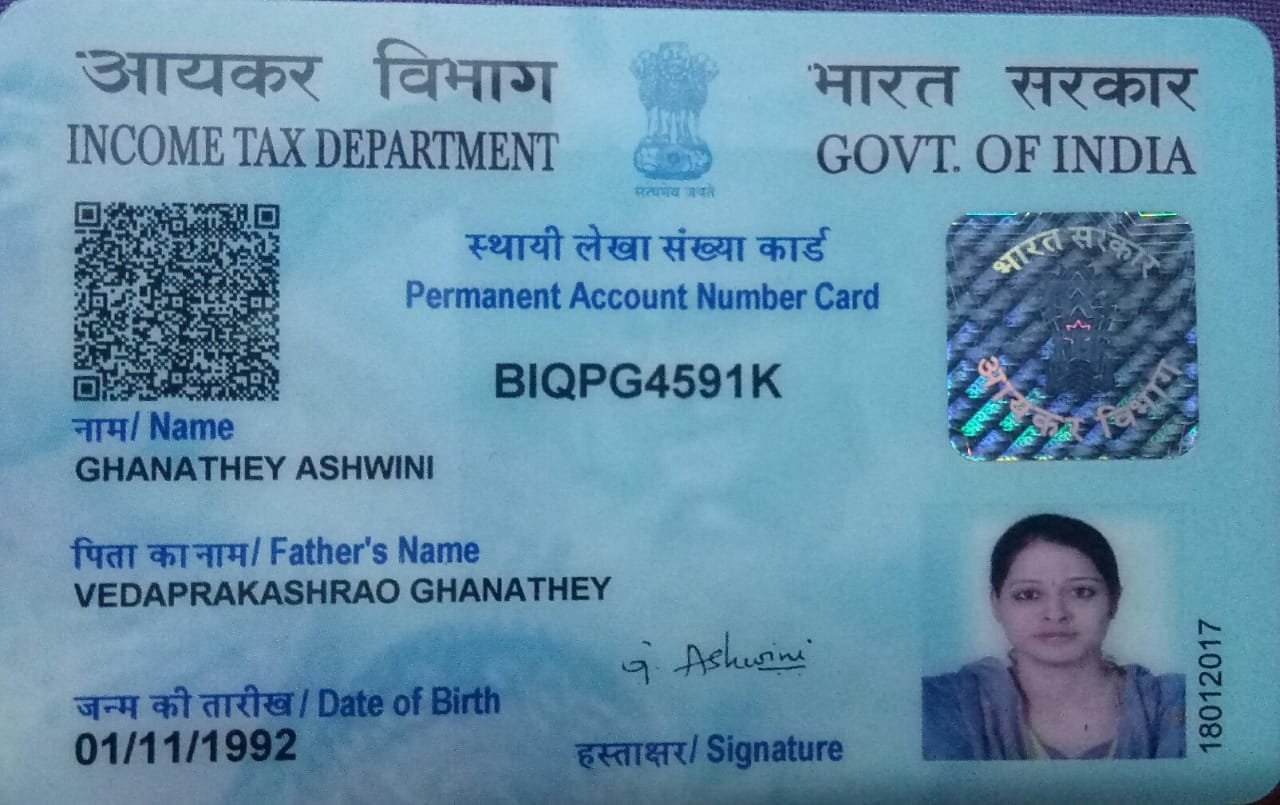 आयकर विभाग
INCOME TAX DEPARTMENT
सत्यमेव जयते
भारत सरकार
GOVT. OF INDIA
स्थायी लेखा संख्या कार्ड
Permanent Account Number Card
BIQPG4591K
भारत सरकार
आयकर विभाग
नाम/ Name
GHANATHEY ASHWINI
पिता का नाम/ Father's Name
VEDAPRAKASHRAO GHANATHEY
जन्म की तारीख/ Date of Birth
01/11/1992
G. Ashwini
हस्ताक्षर/ Signature
18012017